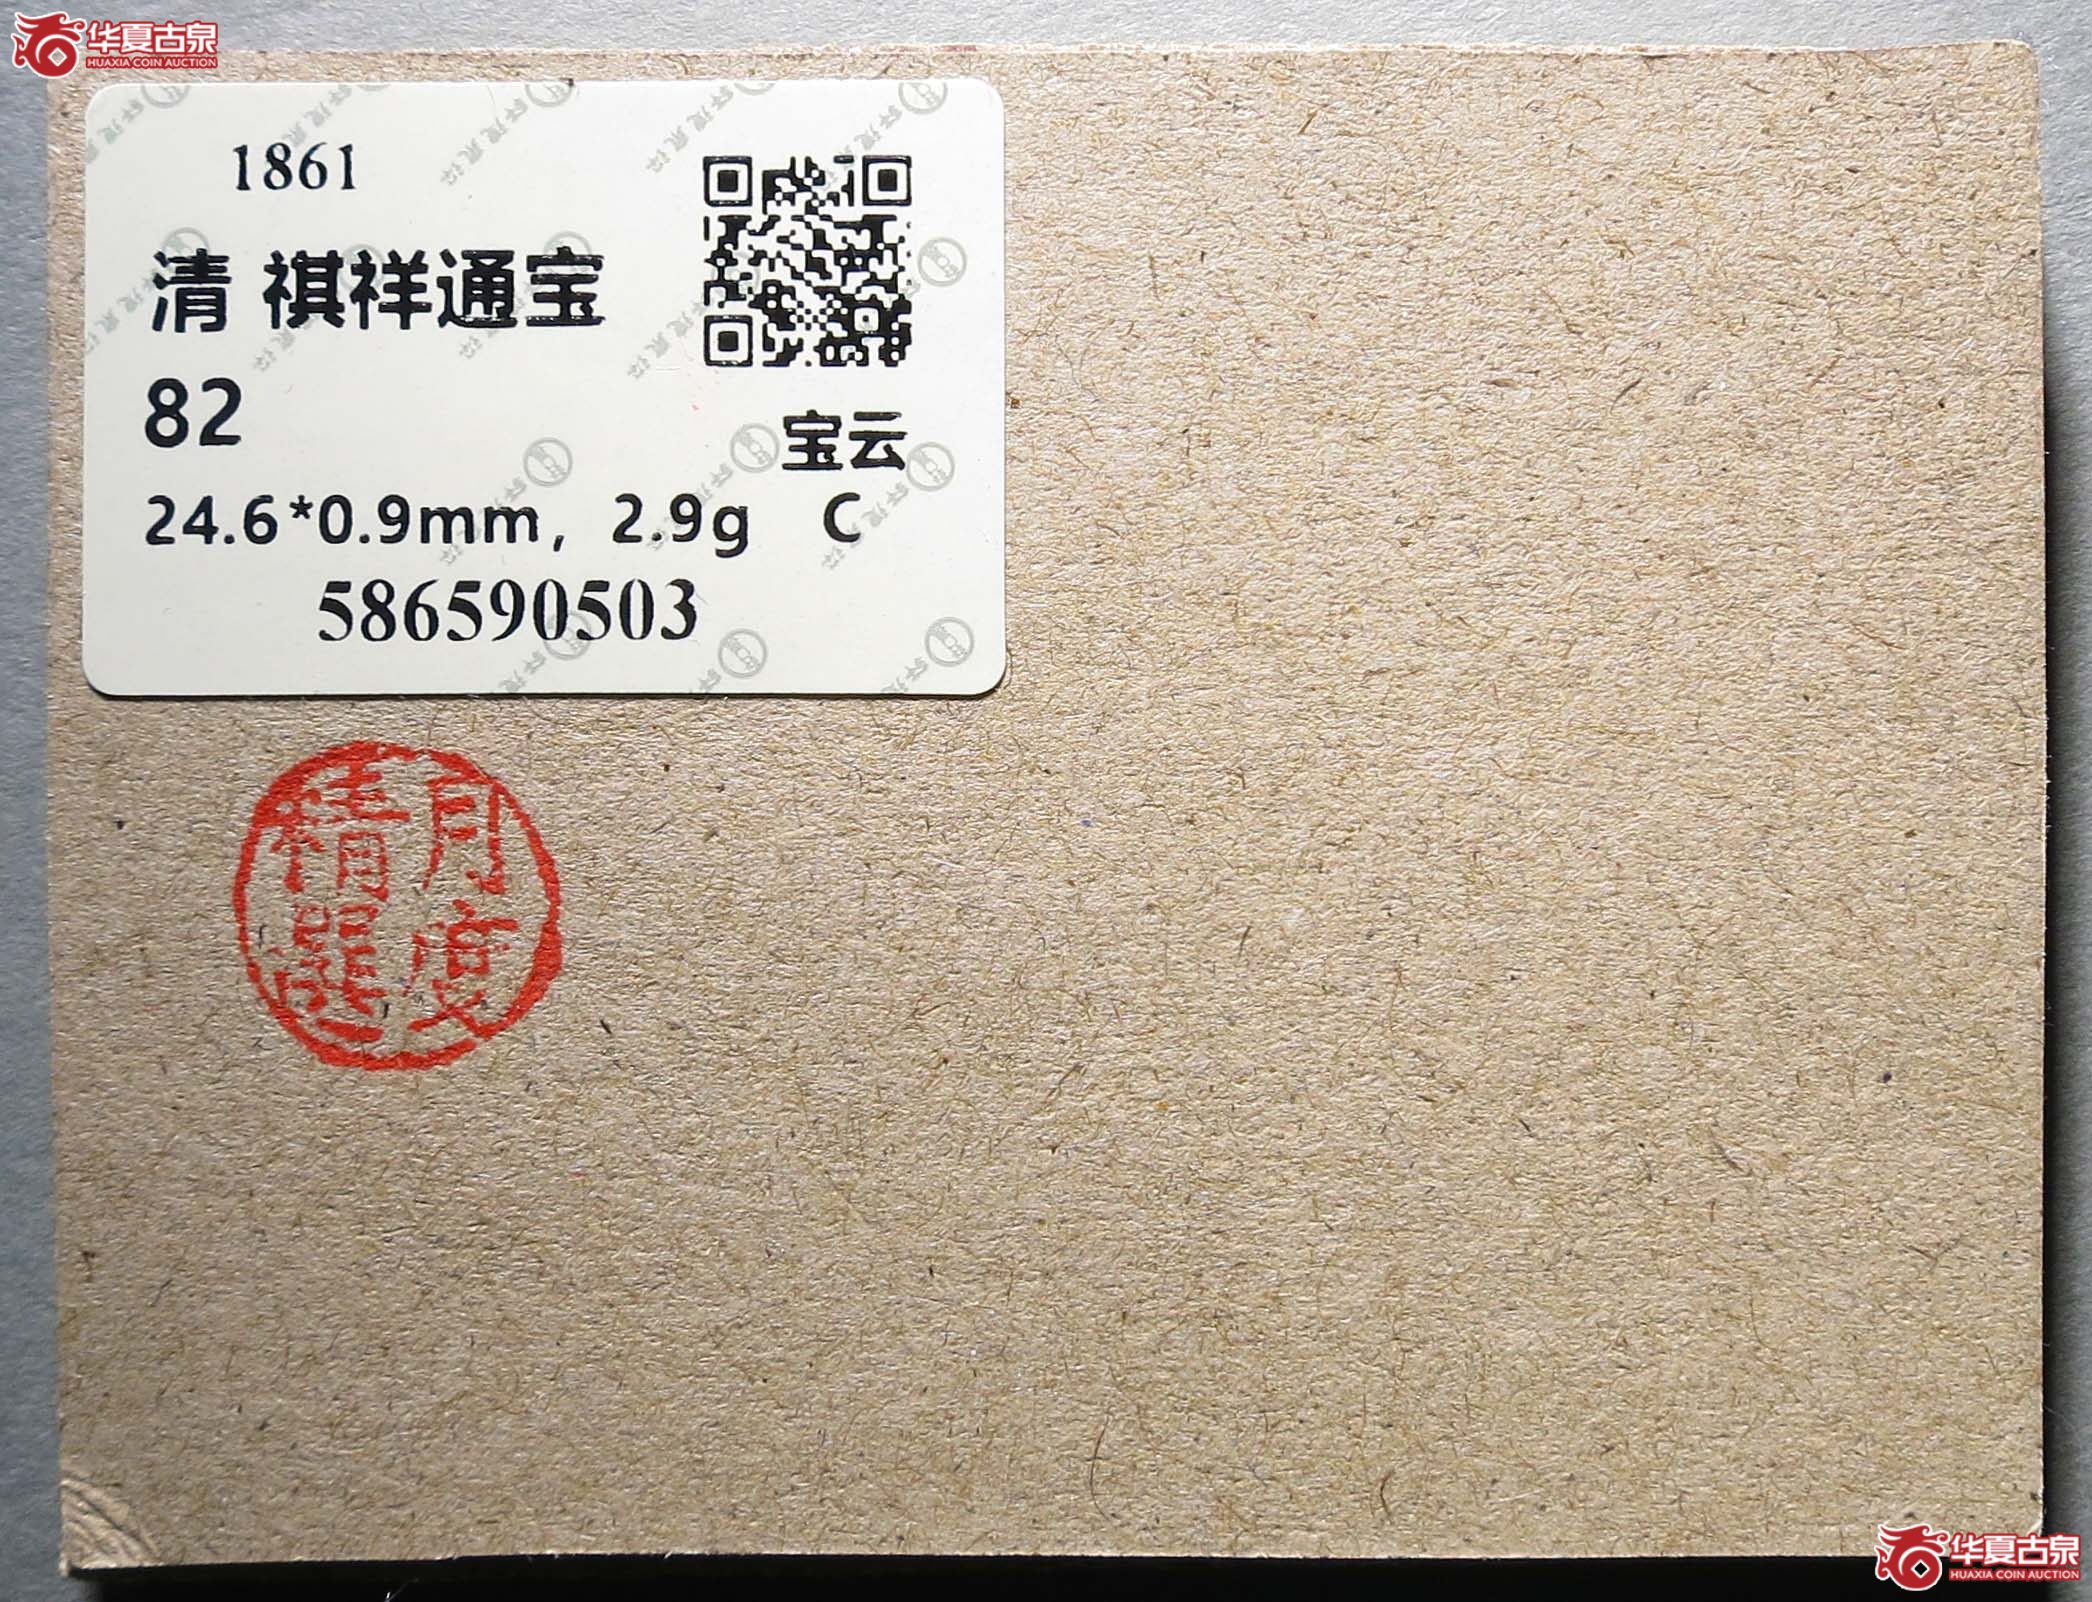 华夏古泉
HUAXIA COIN AUCTION
1861
清 祺祥通宝
82
宝云
24.6*0.9mm, 2.9g C
586590503
月度
精選
华夏古泉
HUAXIA COIN AUCTION